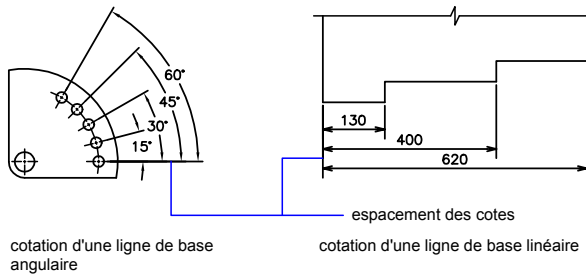 60°
45°
30°
15°
130
400
620
espacement des cotes
cotation d'une ligne de base
angulaire
cotation d'une ligne de base linéaire